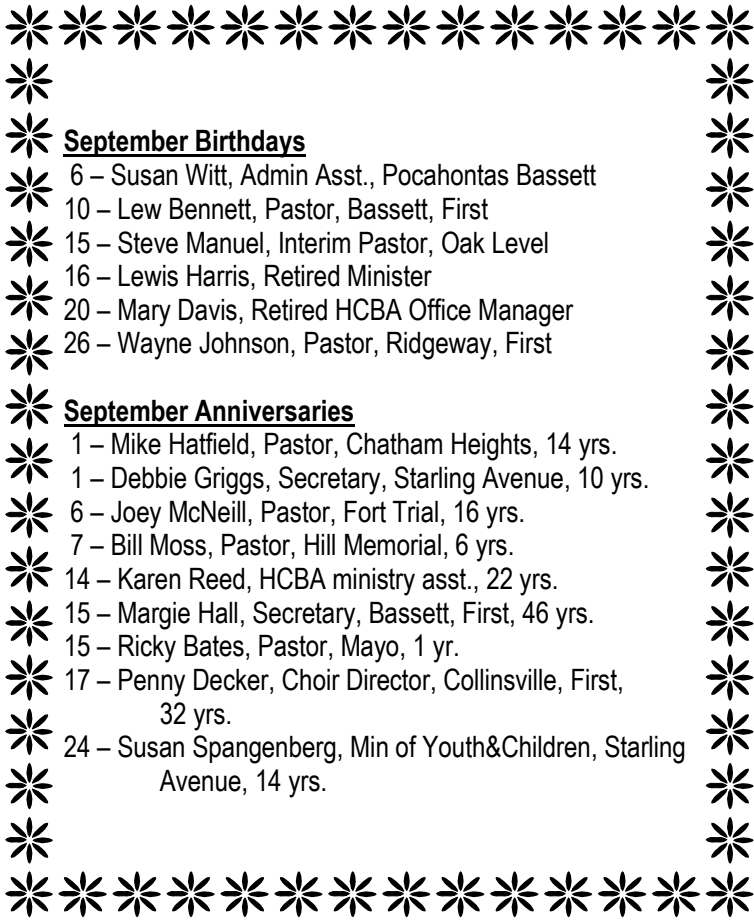 September Birthdays
6 – Susan Witt, Admin Asst., Pocahontas Bassett
10 – Lew Bennett, Pastor, Bassett, First
15 – Steve Manuel, Interim Pastor, Oak Level
16 – Lewis Harris, Retired Minister
20 – Mary Davis, Retired HCBA Office Manager
26 – Wayne Johnson, Pastor, Ridgeway, First
September Anniversaries
1 – Mike Hatfield, Pastor, Chatham Heights, 14 yrs.
1 – Debbie Griggs, Secretary, Starling Avenue, 10 yrs.
6 – Joey McNeill, Pastor, Fort Trial, 16 yrs.
7 – Bill Moss, Pastor, Hill Memorial, 6 yrs.
14 – Karen Reed, HCBA ministry asst., 22 yrs.
15 – Margie Hall, Secretary, Bassett, First, 46 yrs.
15 – Ricky Bates, Pastor, Mayo, 1 yr.
17 – Penny Decker, Choir Director, Collinsville, First,
32 yrs.
24 – Susan Spangenberg, Min of Youth&Children, Starling
Avenue, 14 yrs.